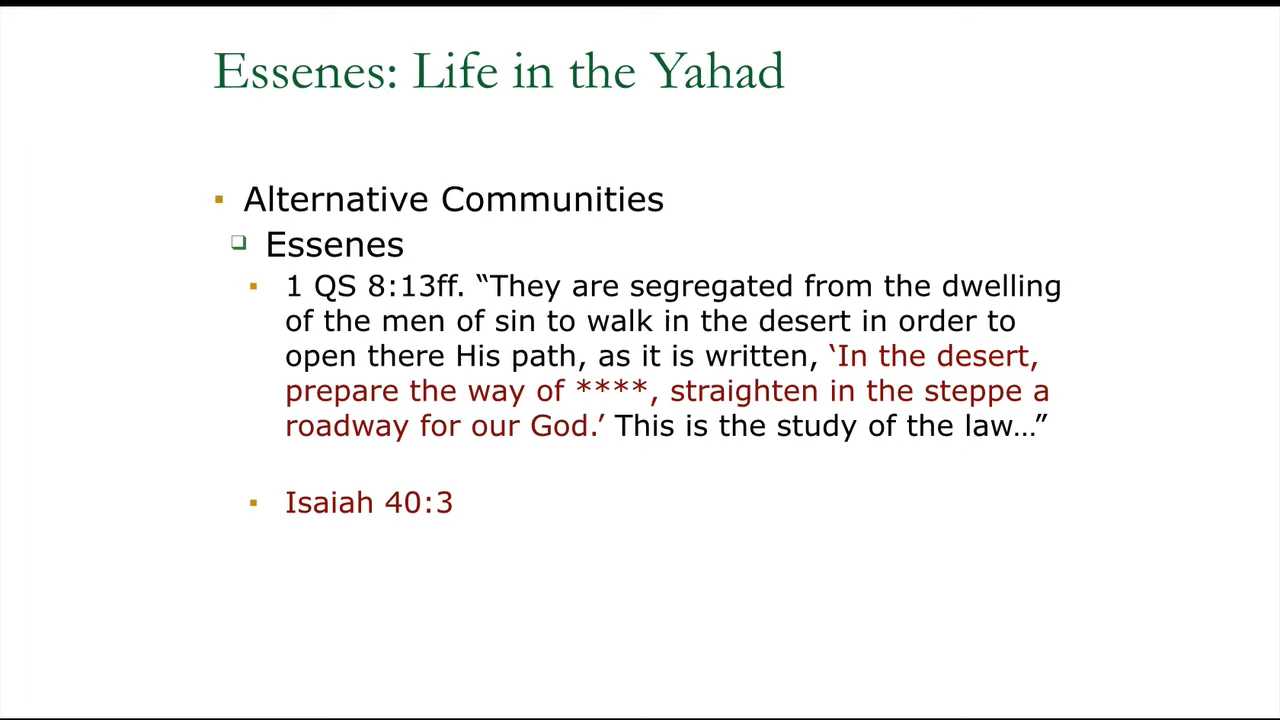 Essenes: Life in the Yahad
Alternative Communities
Essenes
1 QS 8:13ff. “They are segregated from the dwelling
of the men of sin to walk in the desert in order to
open there His path, as it is written, ‘In the desert,
prepare the way of ****, straighten in the steppe a
roadway for our God.’ This is the study of the law…”
Isaiah 40:3